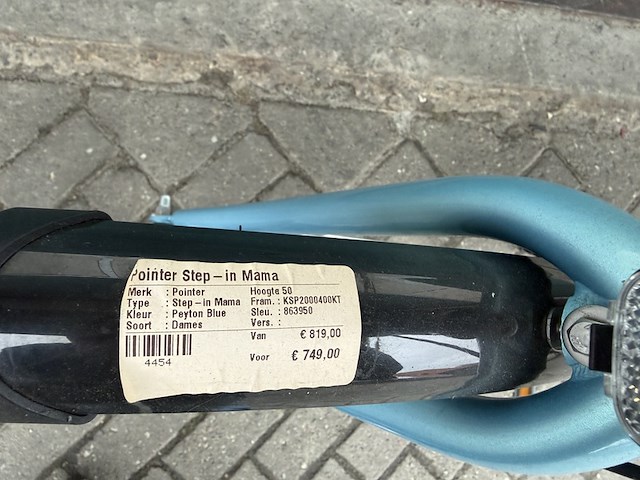 Pointer Step-in Mama
Merk : Pointer Hoogte 50
Type : Step-in Mama Fram. : KSP2000400KT
Kleur : Peyton Blue Sleu. : 863950
Soort : Dames Vers. :
Van € 819,00
4454
Voor € 749,00